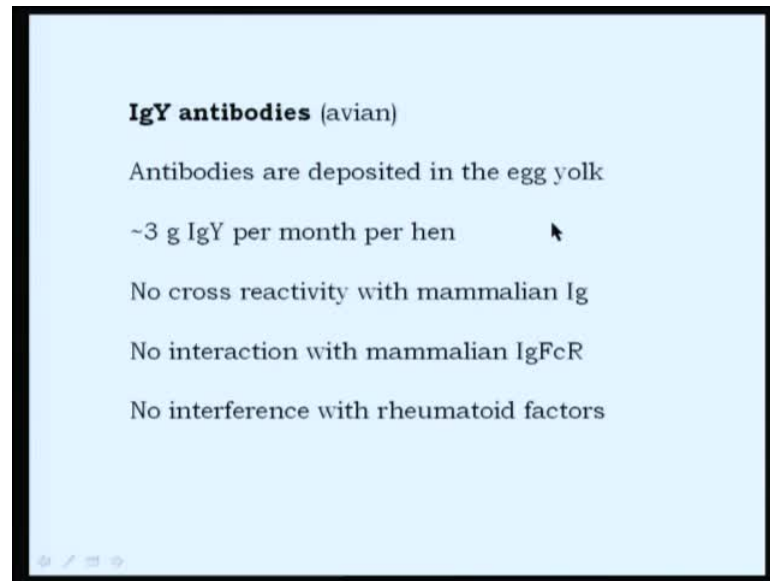 IgY antibodies (avian)
Antibodies are deposited in the egg yolk
~3 g IgY per month per hen
No cross reactivity with mammalian Ig
No interaction with mammalian IgFcR
No interference with rheumatoid factors